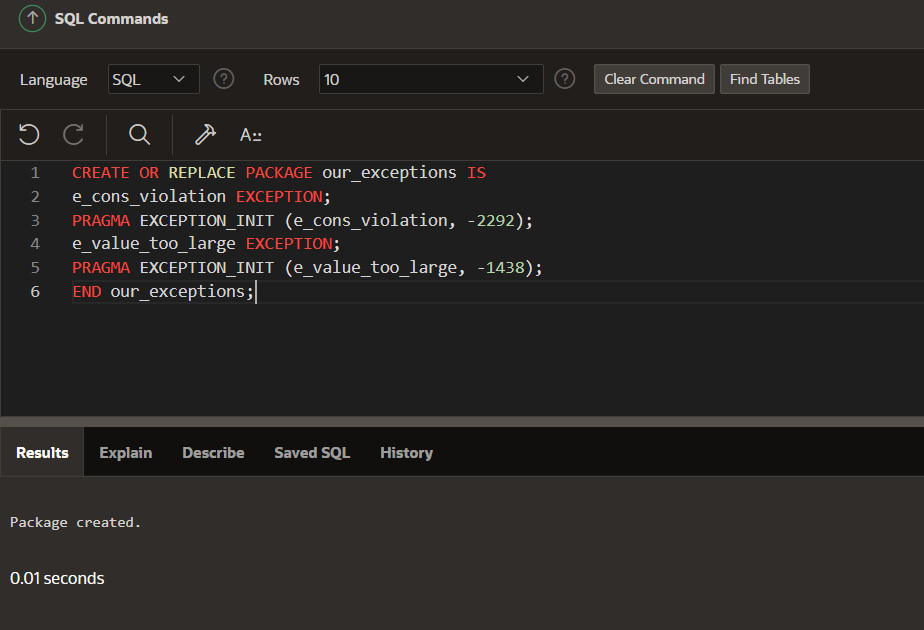 SQL Commands
Language SQL ? Rows 10 ? Clear Command Find Tables
A::
1 CREATE OR REPLACE PACKAGE our_exceptions IS
2 e_cons_violation EXCEPTION;
3 PRAGMA EXCEPTION_INIT (e_cons_violation, -2292);
4 e_value_too_large EXCEPTION;
5 PRAGMA EXCEPTION_INIT (e_value_too_large, -1438);
6 END our_exceptions;
Results Explain Describe Saved SQL History
Package created.
0.01 seconds